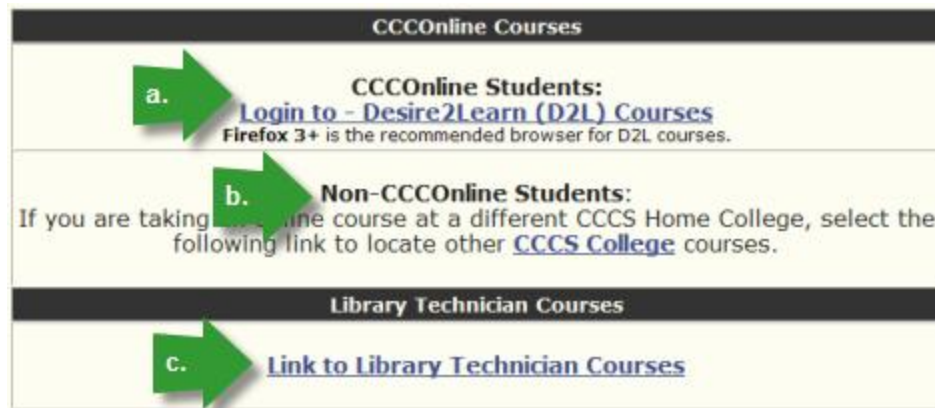 CCCOnline Courses
a.
CCCOnline Students:
Login to - Desire2Learn (D2L) Courses
Firefox 3+ is the recommended browser for D2L courses.
b.
Non-CCCOnline Students:
If you are taking online course at a different CCCS Home College, select the
following link to locate other CCCS College courses.
Library Technician Courses
c.
Link to Library Technician Courses